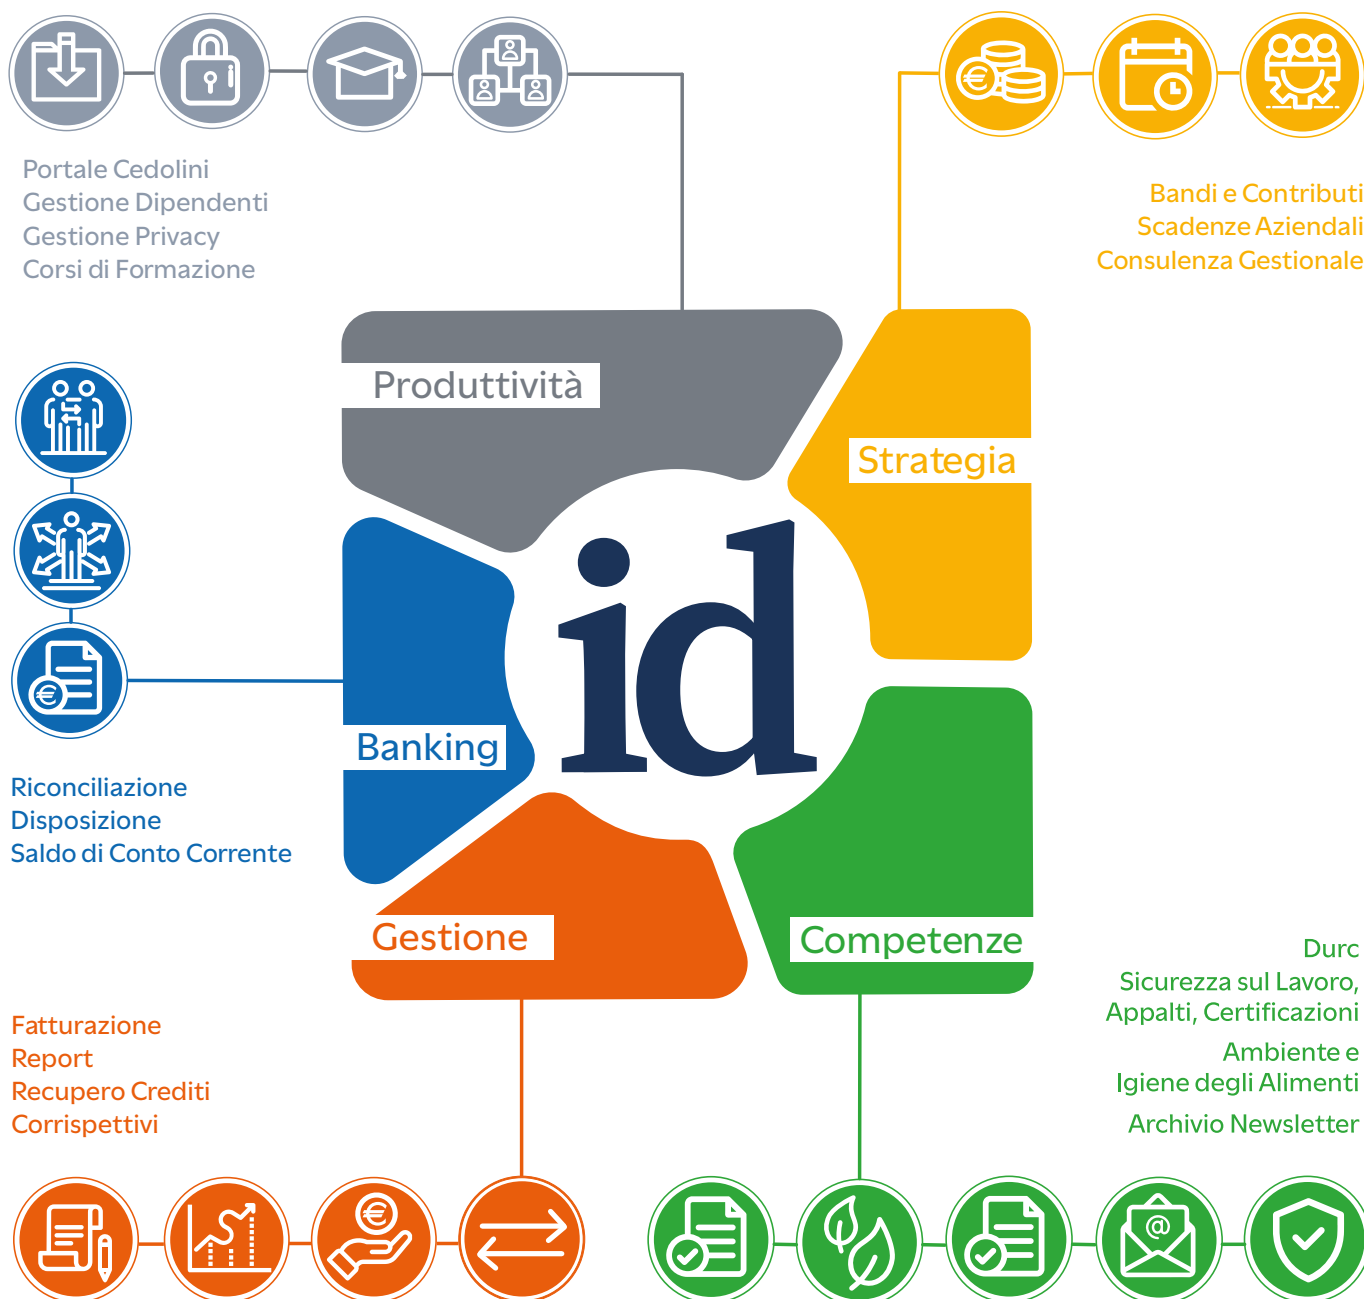 Portale Cedolini
Gestione Dipendenti
Gestione Privacy
Corsi di Formazione
Bandi e Contributi
Scadenze Aziendali
Consulenza Gestionale
Produttività
Strategia
id
Banking
Riconciliazione
Disposizione
Saldo di Conto Corrente
Gestione
Competenze
Fatturazione
Report
Recupero Crediti
Corrispettivi
Durc
Sicurezza sul Lavoro,
Appalti, Certificazioni
Ambiente e
Igiene degli Alimenti
Archivio Newsletter
€
€
€
@